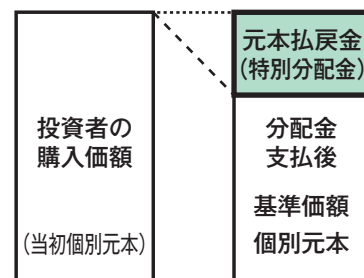 投資者の
購入価額
(当初個別元本)
元本払戻金
(特別分配金)
分配金
支払後
基準価額
個別元本